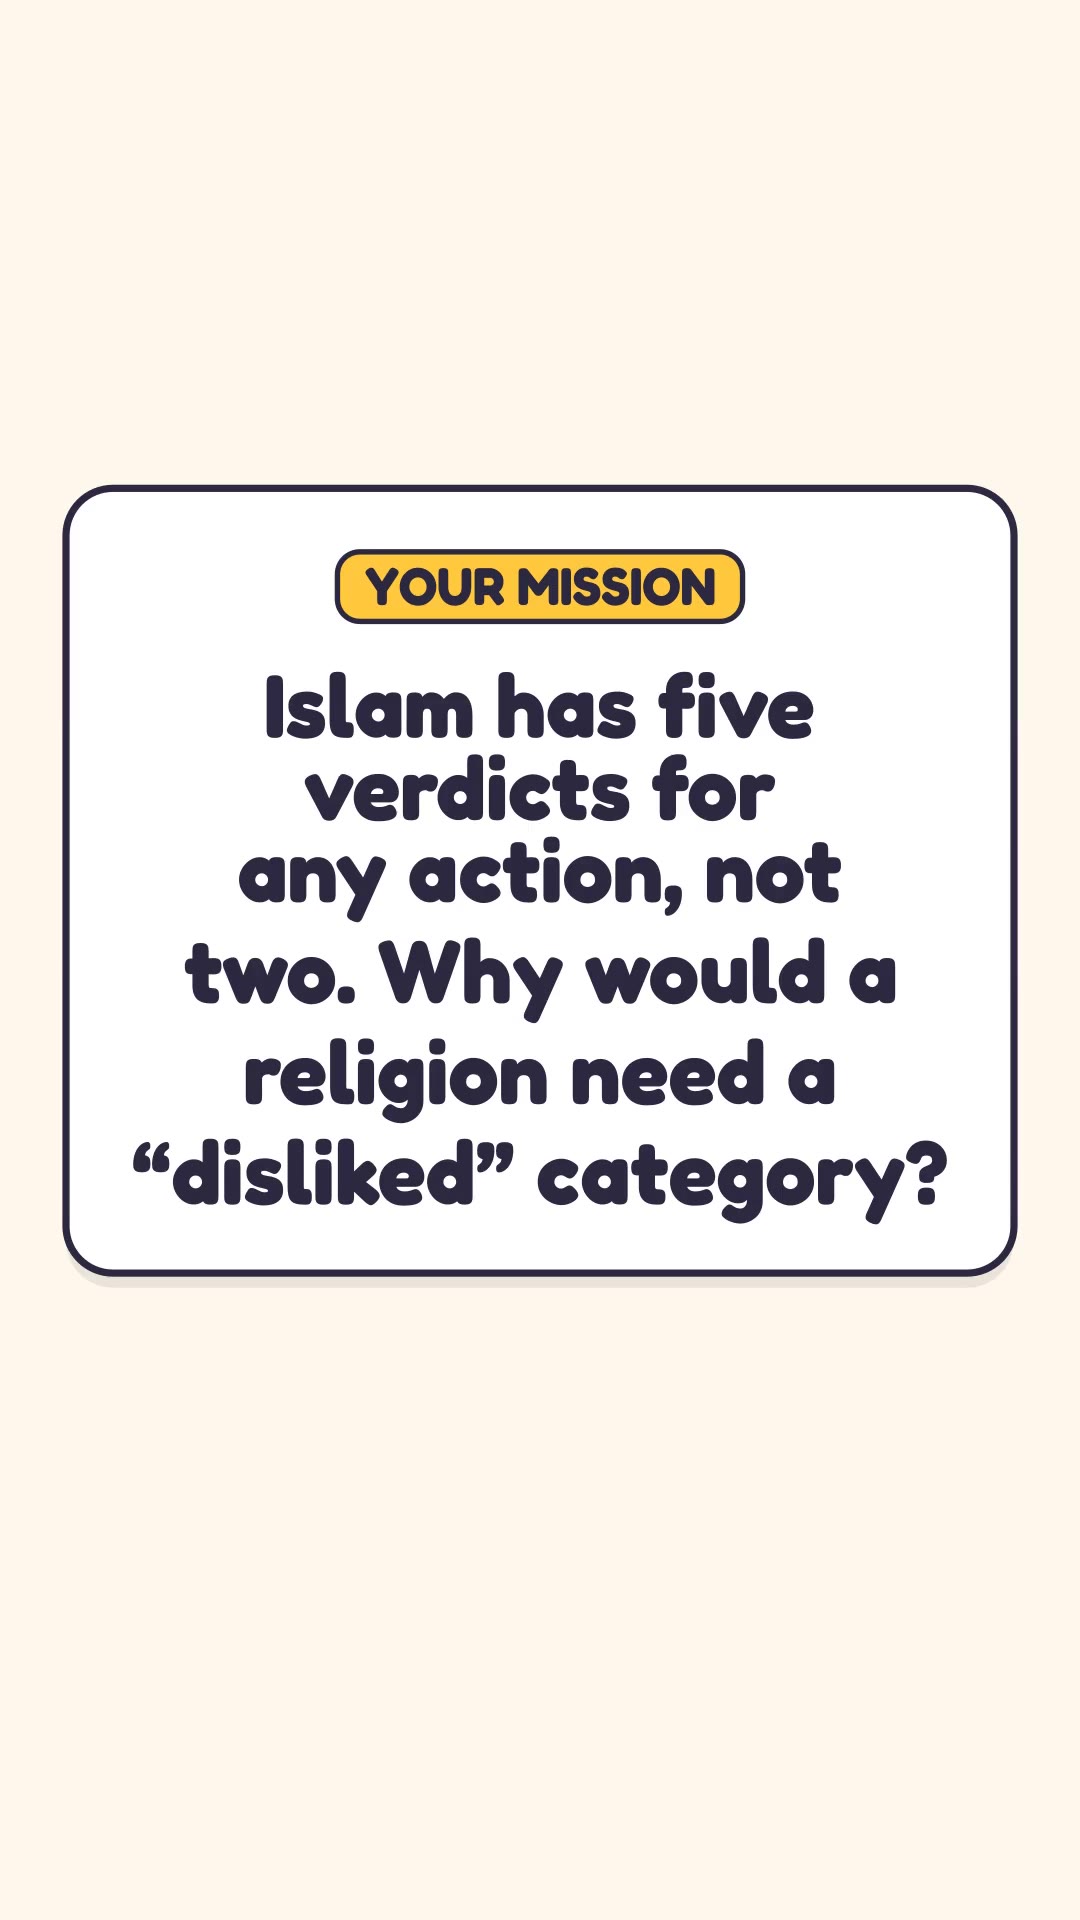 YOUR MISSION
Islam has five
verdicts for
any action, not
two. Why would a
religion need a
“disliked” category?